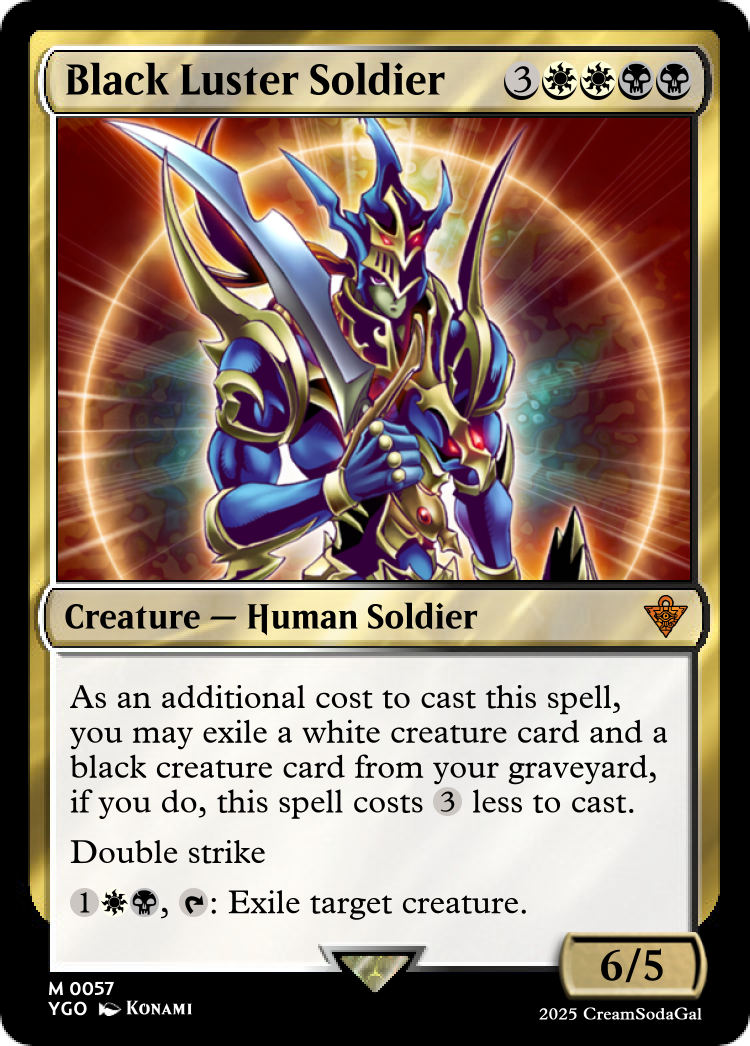 Black Luster Soldier 3
Creature — Human Soldier
As an additional cost to cast this spell,
you may exile a white creature card and a
black creature card from your graveyard,
if you do, this spell costs 3 less to cast.
Double strike
1, : Exile target creature.
6/5
M 0057
YGO KONAMI
2025 CreamSodaGal